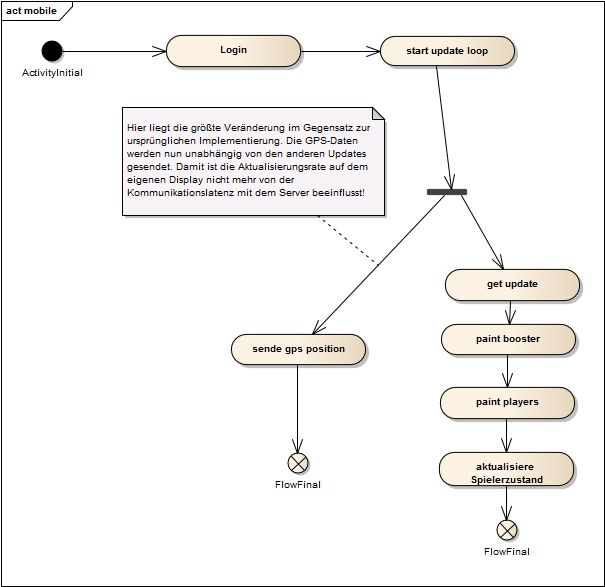 act mobile
Login
start update loop
ActivityInitial
Hier liegt die größte Veränderung im Gegensatz zur
ursprünglichen Implementierung. Die GPS-Daten
werden nun unabhängig von den anderen Updates
gesendet. Damit ist die Aktualisierungsrate auf dem
eigenen Display nicht mehr von der
Kommunikationslatenz mit dem Server beeinflusst!
get update
sende gps position
paint booster
paint players
aktualisiere
Spielerzustand
FlowFinal
FlowFinal